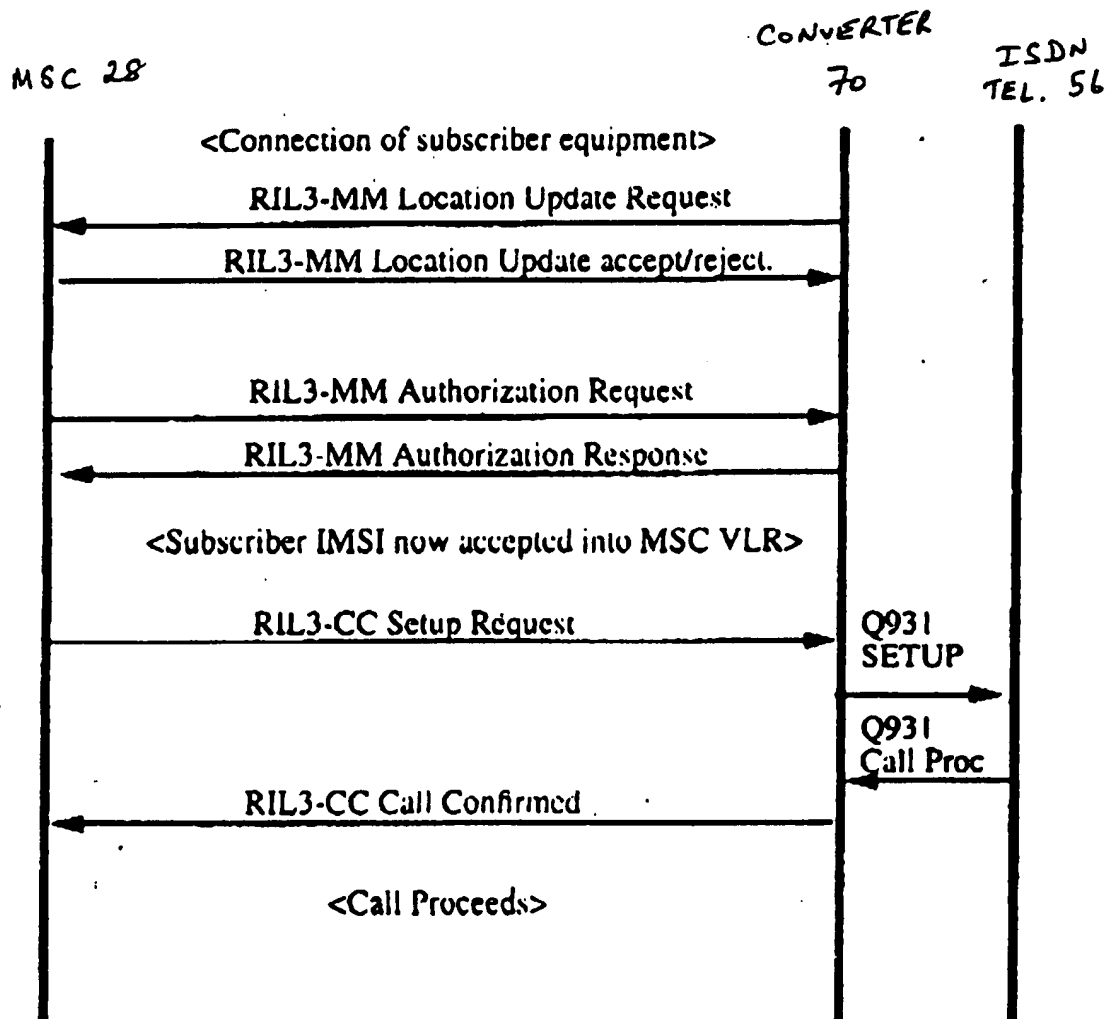 CONVERTER
70
ISDN
TEL. 56
MSC 28
<Connection of subscriber equipment>
RIL3-MM Location Update Request
RIL3-MM Location Update accept/reject.
RIL3-MM Authorization Request
RIL3-MM Authorization Response
<Subscriber IMSI now accepted into MSC VLR>
RIL3-CC Setup Request
Q931
SETUP
Q931
Call Proc
RIL3-CC Call Confirmed
<Call Proceeds>